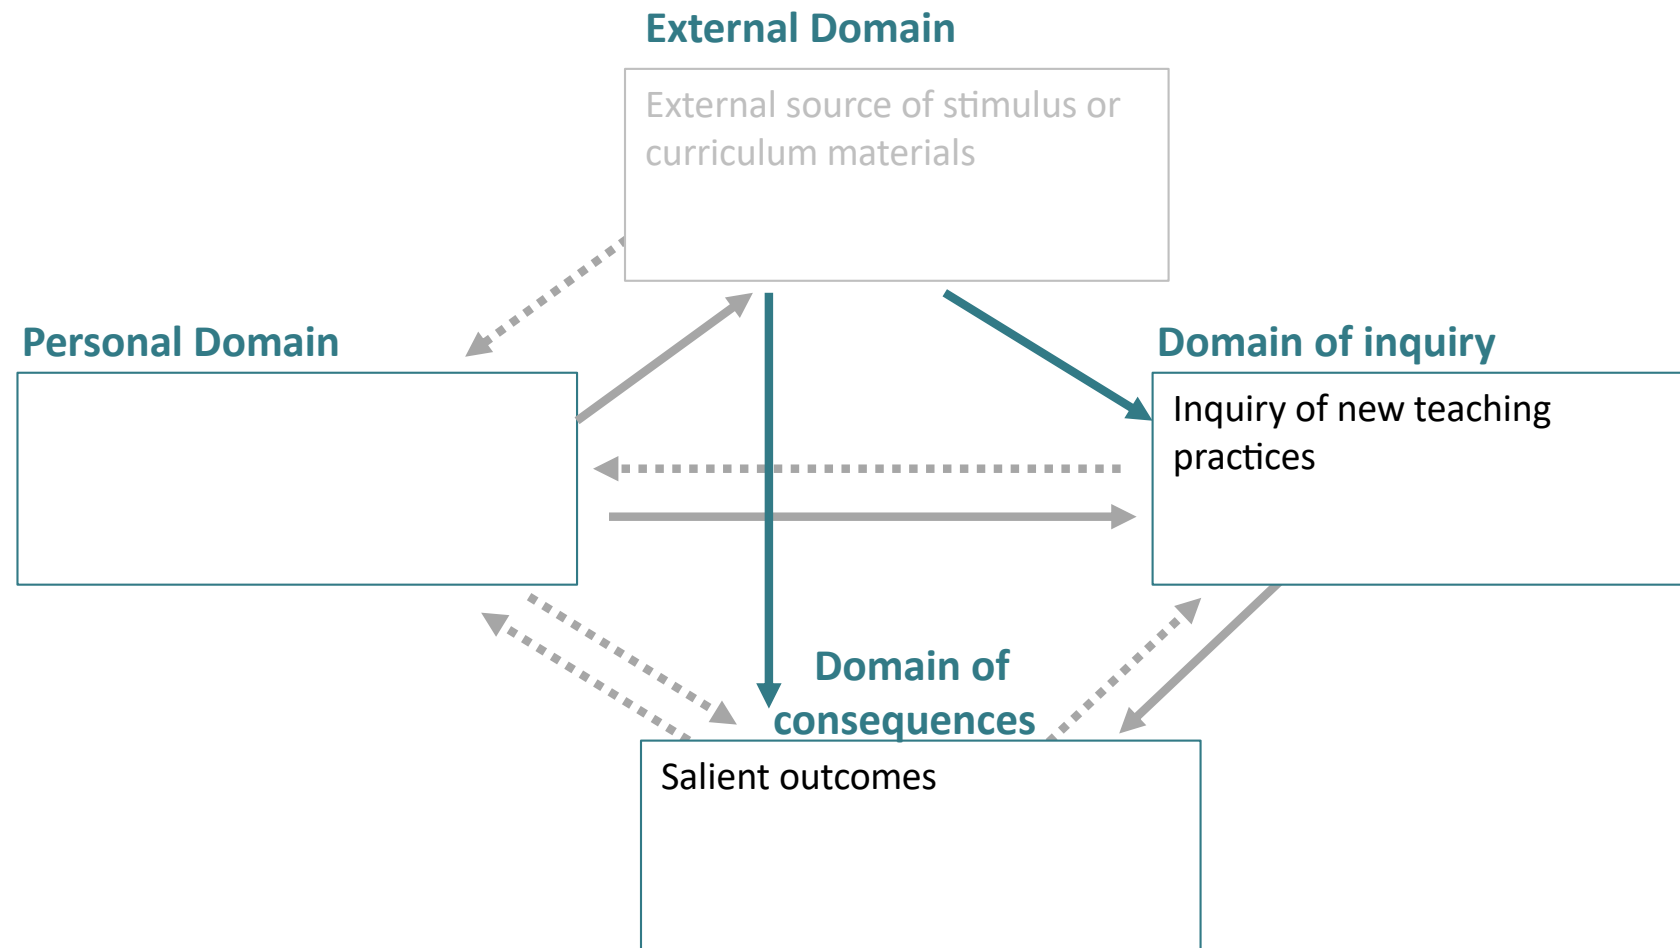 External Domain
External source of stimulus or
curriculum materials
Personal Domain
Domain of inquiry
Inquiry of new teaching
practices
Domain of
consequences
Salient outcomes